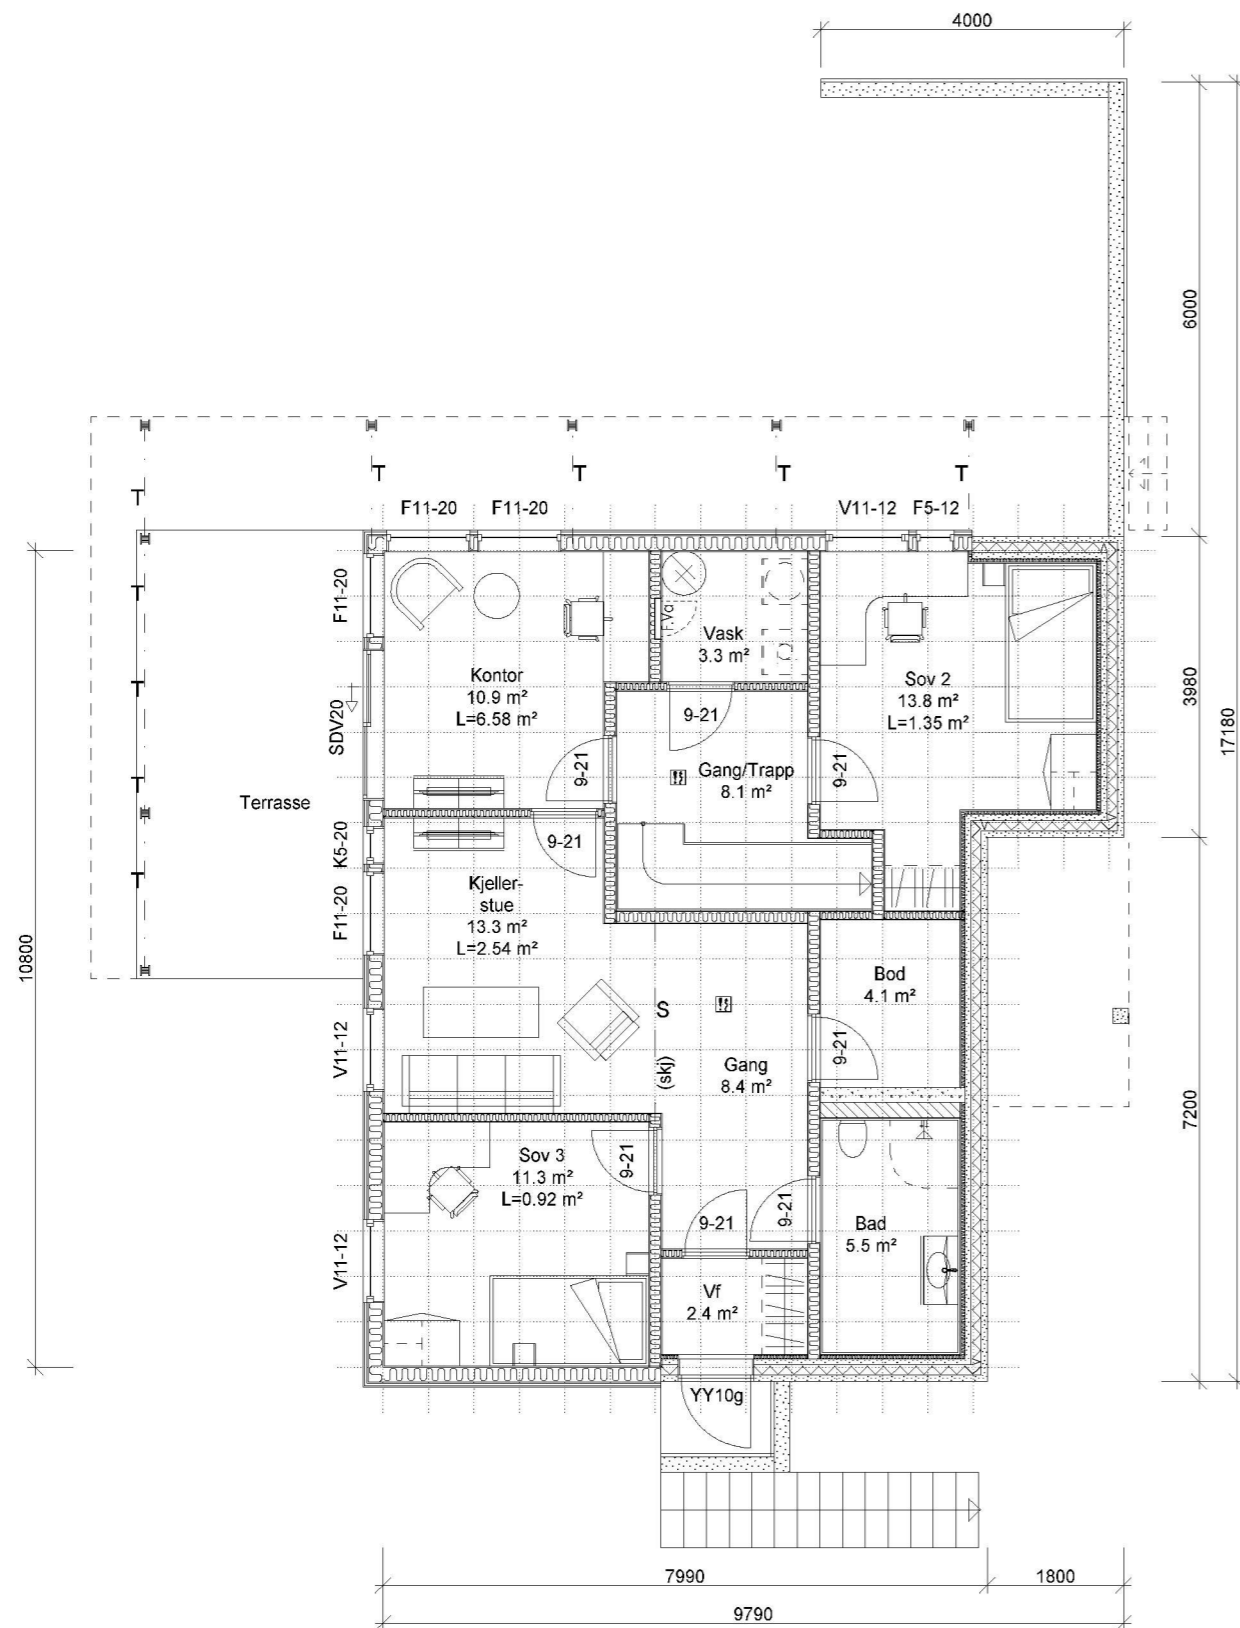 4000
6000
17180
T
T
T
T
T
F11-20
F11-20
V11-12
F5-12
F11-20
T
F.Va
Vask
3.3 m²
Kontor
10.9 m²
L=6.58 m²
Sov 2
13.8 m²
L=1.35 m²
3980
SDV20
T
9-21
9-21
Gang/Trapp
8.1 m²
9-21
T
Terrasse
K5-20
9-21
T
Kjeller-
stue
13.3 m²
L=2.54 m²
F11-20
10800
Bod
4.1 m²
S
(skj)
9-21
Gang
8.4 m²
V11-12
7200
Sov 3
11.3 m²
L=0.92 m²
9-21
9-21
9-21
Bad
5.5 m²
V11-12
Vf
2.4 m²
YY10g
7990
1800
9790